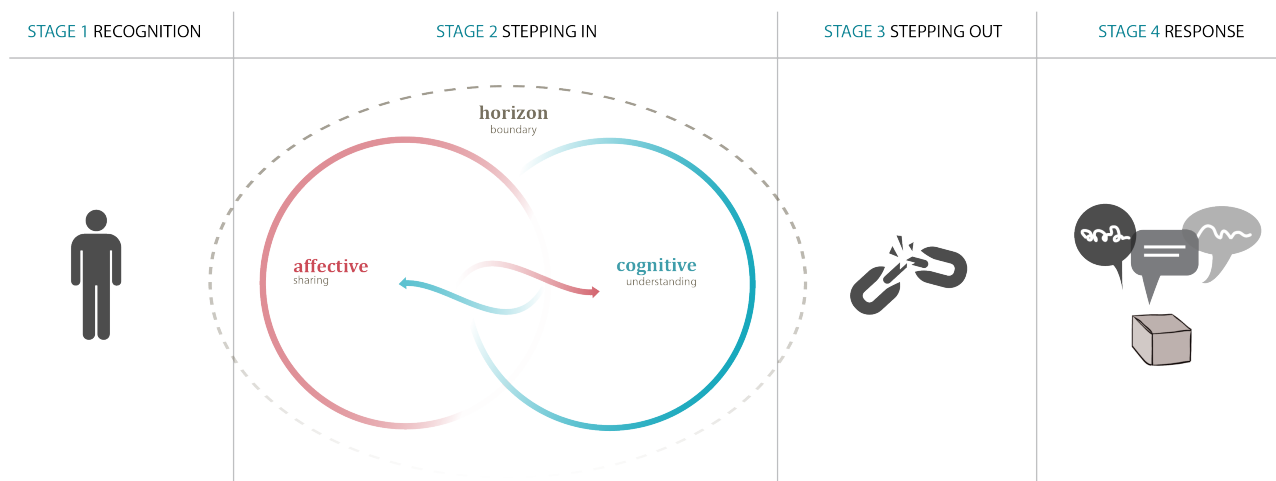 STAGE 1 RECOGNITION
STAGE 2 STEPPING IN
STAGE 3 STEPPING OUT
STAGE 4 RESPONSE
horizon
boundary
affective
sharing
cognitive
understanding